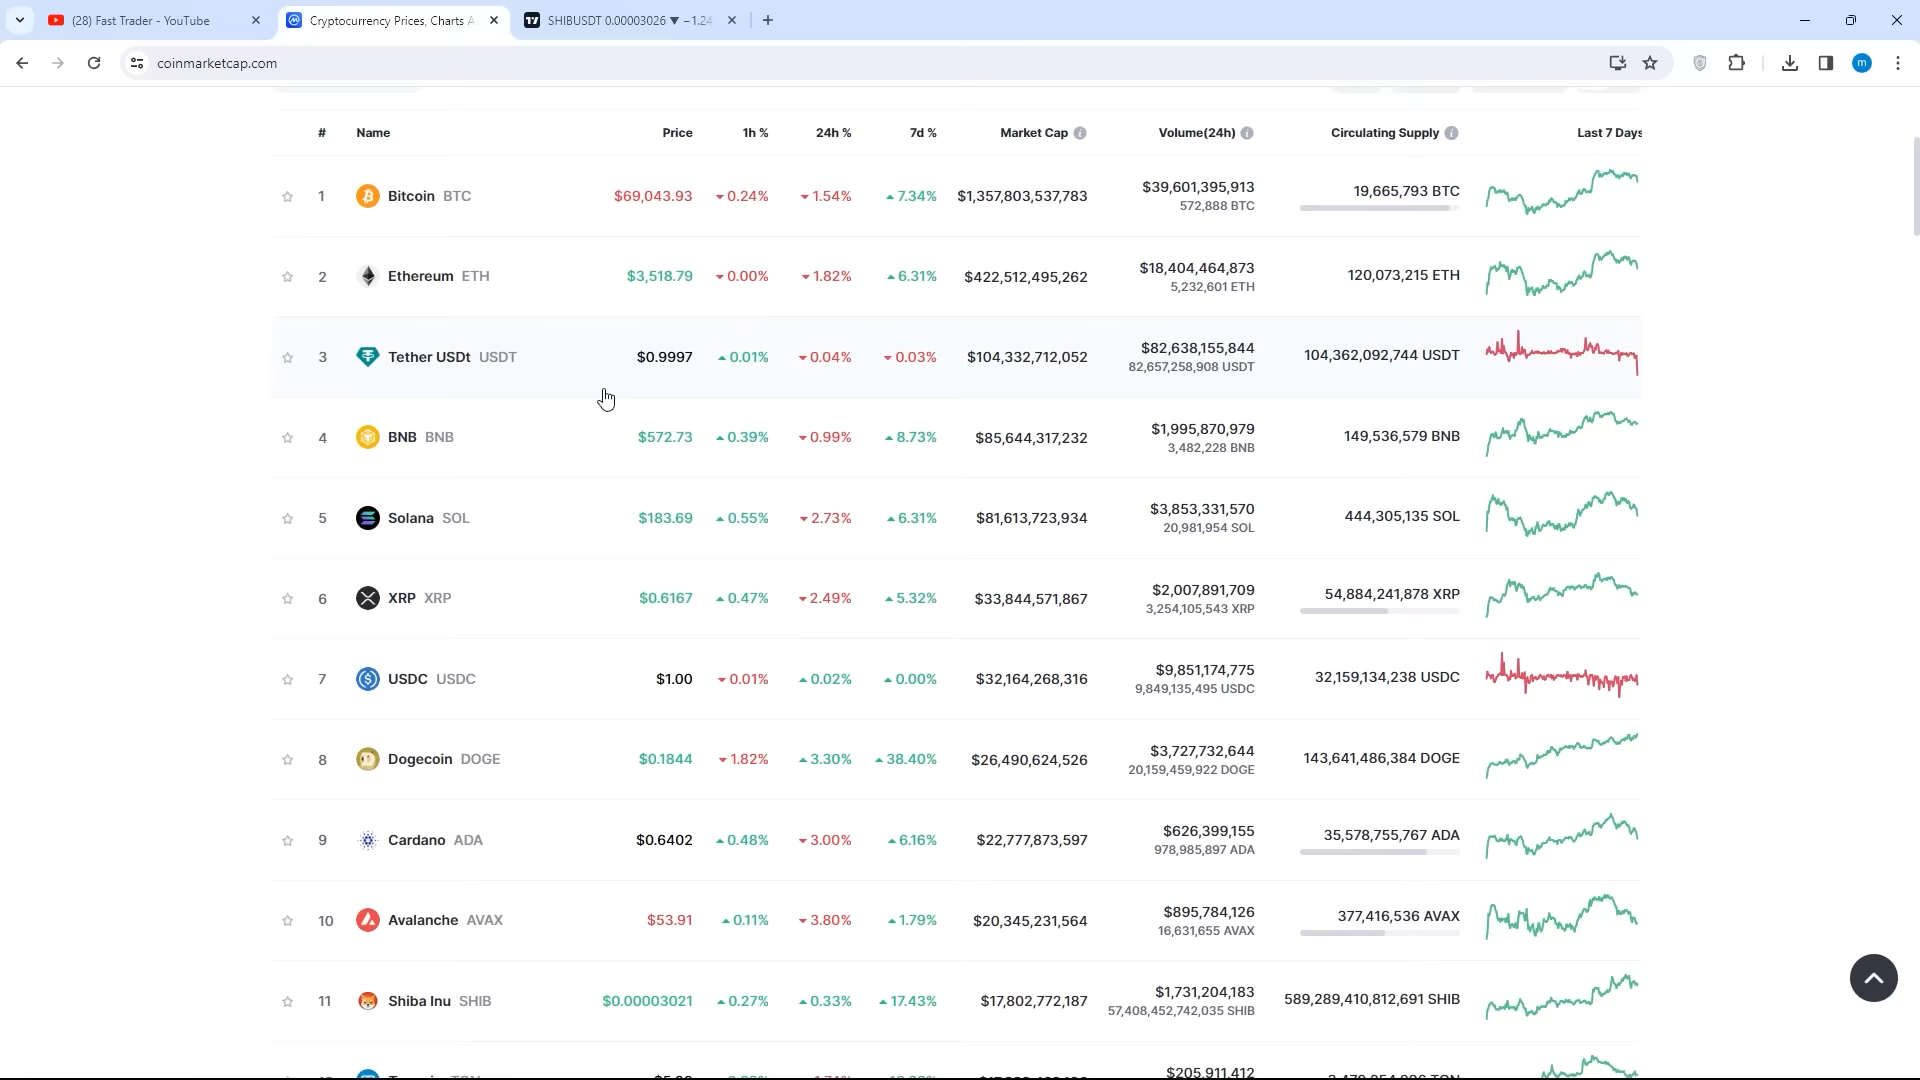 (28) Fast Trader - YouTube
Cryptocurrency Prices, Charts A
SHIBUSDT 0.00003026 ▼ −1.24
coinmarketcap.com
m
# Name Price 1h % 24h % 7d % Market Cap Volume(24h) Circulating Supply Last 7 Days
1 Bitcoin BTC $69,043.93 0.24% 1.54% 7.34% $1,357,803,537,783 $39,601,395,913 19,665,793 BTC
572,888 BTC
2 Ethereum ETH $3,518.79 0.00% 1.82% 6.31% $422,512,495,262 $18,404,464,873 120,073,215 ETH
5,232,601 ETH
3 Tether USDt USDT $0.9997 0.01% 0.04% 0.03% $104,332,712,052 $82,638,155,844 104,362,092,744 USDT
82,657,258,908 USDT
4 BNB BNB $572.73 0.39% 0.99% 8.73% $85,644,317,232 $1,995,870,979 149,536,579 BNB
3,482,228 BNB
5 Solana SOL $183.69 0.55% 2.73% 6.31% $81,613,723,934 $3,853,331,570 444,305,135 SOL
20,981,954 SOL
6 XRP XRP $0.6167 0.47% 2.49% 5.32% $33,844,571,867 $2,007,891,709 54,884,241,878 XRP
3,254,105,543 XRP
7 USDC USDC $1.00 0.01% 0.02% 0.00% $32,164,268,316 $9,851,174,775 32,159,134,238 USDC
9,849,135,495 USDC
8 Dogecoin DOGE $0.1844 1.82% 3.30% 38.40% $26,490,624,526 $3,727,732,644 143,641,486,384 DOGE
20,159,459,922 DOGE
9 Cardano ADA $0.6402 0.48% 3.00% 6.16% $22,777,873,597 $626,399,155 35,578,755,767 ADA
978,985,897 ADA
10 Avalanche AVAX $53.91 0.11% 3.80% 1.79% $20,345,231,564 $895,784,126 377,416,536 AVAX
16,631,655 AVAX
11 Shiba Inu SHIB $0.00003021 0.27% 0.33% 17.43% $17,802,772,187 $1,731,204,183 589,289,410,812,691 SHIB
57,408,452,742,035 SHIB
$205,911,412